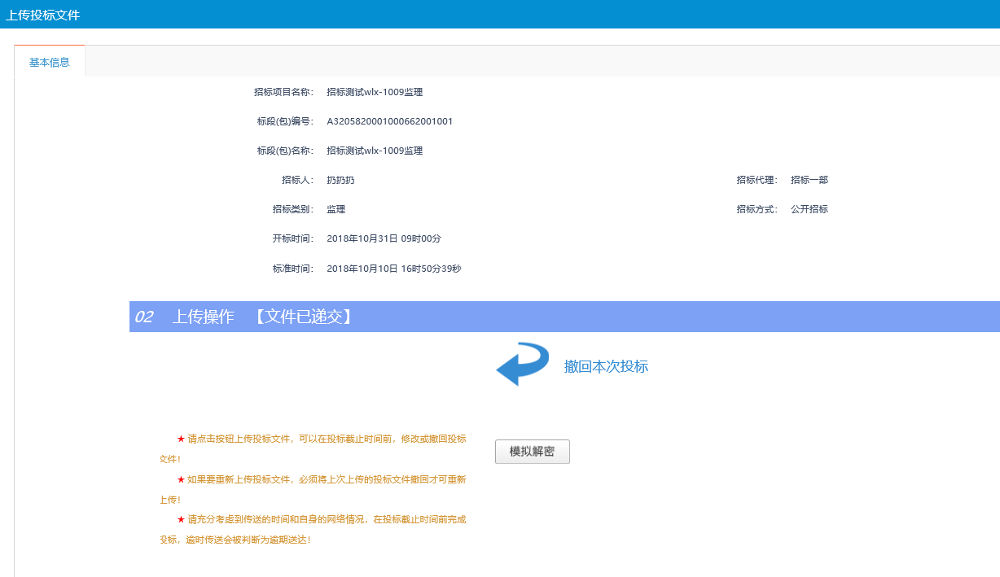 上传投标文件
基本信息
招标项目名称： 招标测试wlx-1009监理
标段(包)编号： A3205820001000662001001
标段(包)名称： 招标测试wlx-1009监理
招标人： 扔扔扔 招标代理： 招标一部
招标类别： 监理 招标方式： 公开招标
开标时间： 2018年10月31日 09时00分
标准时间： 2018年10月10日 16时50分39秒
02 上传操作 【文件已递交】
撤回本次投标
★ 请点击按钮上传投标文件，可以在投标截止时间前，修改或撤回投标
文件！
★ 如果要重新上传投标文件，必须将上次上传的投标文件撤回才可重新
上传！
★ 请充分考虑到传送的时间和自身的网络情况，在投标截止时间前完成
投标，逾时传送会被判断为逾期送达！
模拟解密